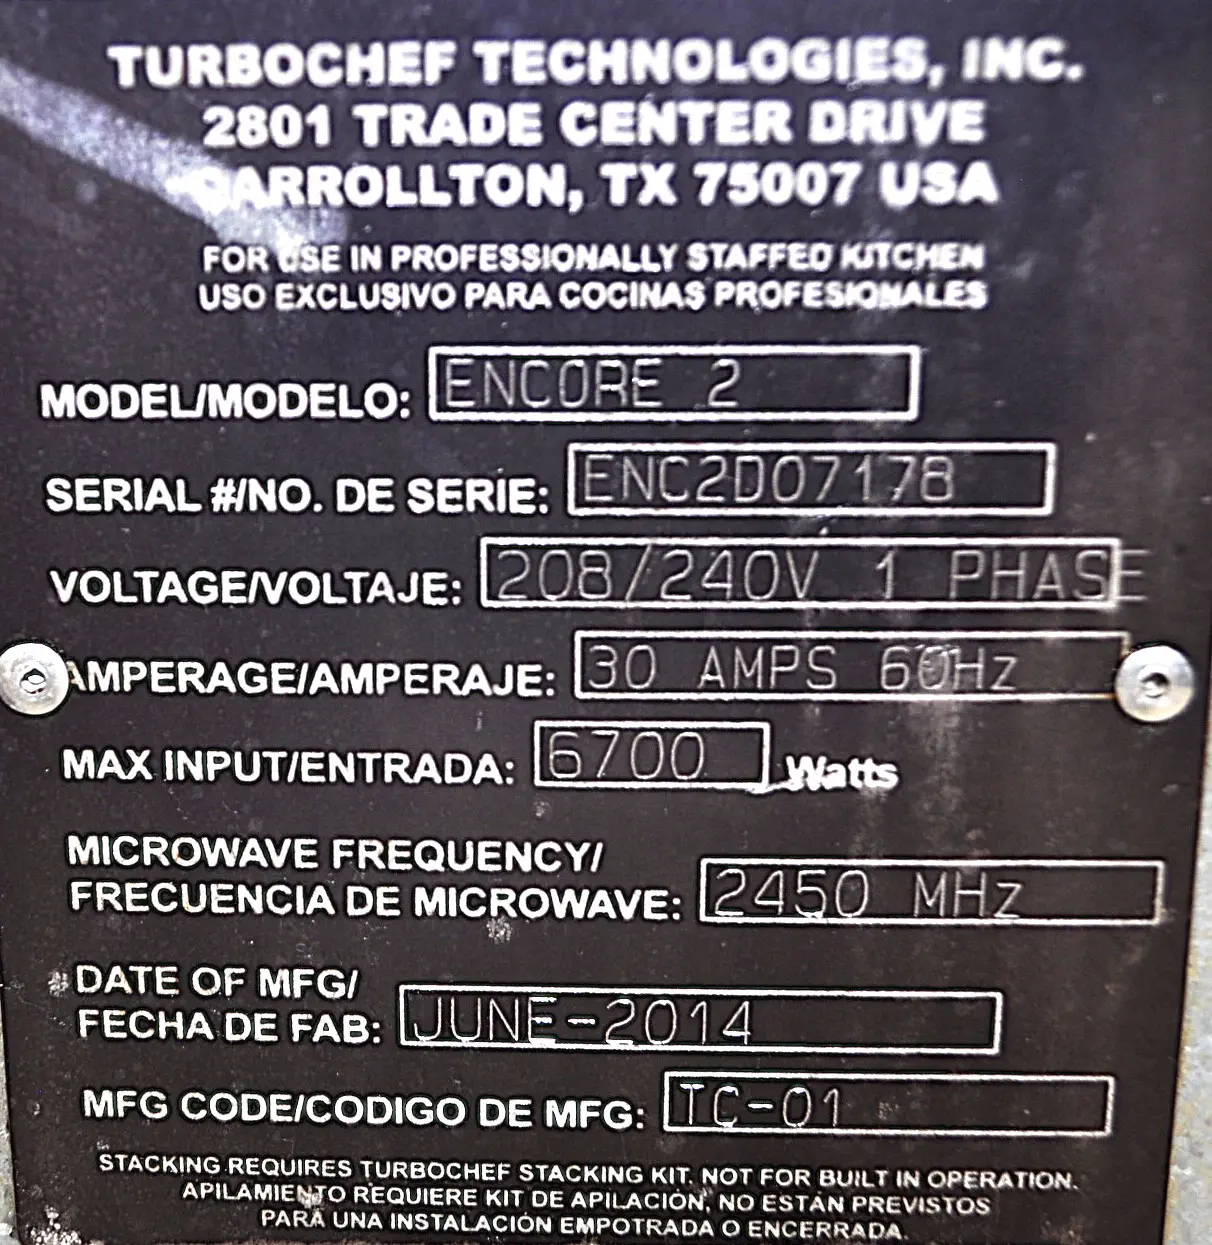 TURBOCHEF TECHNOLOGIES, INC.
2801 TRADE CENTER DRIVE
CARROLLTON, TX 75007 USA
FOR USE IN PROFESSIONALLY STAFFED KITCHEN
USO EXCLUSIVO PARA COCINAS PROFESIONALES
MODEL/MODELO: ENCORE 2
SERIAL #/NO. DE SERIE: ENC2D07178
VOLTAGE/VOLTAJE: 208/240V 1 PHASE
AMPERAGE/AMPERAJE: 30 AMPS 60Hz
MAX INPUT/ENTRADA: 6700 Watts
MICROWAVE FREQUENCY/
FRECUENCIA DE MICROWAVE: 2450 MHz
DATE OF MFG/
FECHA DE FAB: JUNE-2014
MFG CODE/CODIGO DE MFG: TC-01
STACKING REQUIRES TURBOCHEF STACKING KIT. NOT FOR BUILT IN OPERATION.
APILAMIENTO REQUIERE KIT DE APILACIÓN, NO ESTÁN PREVISTOS
PARA UNA INSTALACIÓN EMPOTRADA O ENCERRADA.